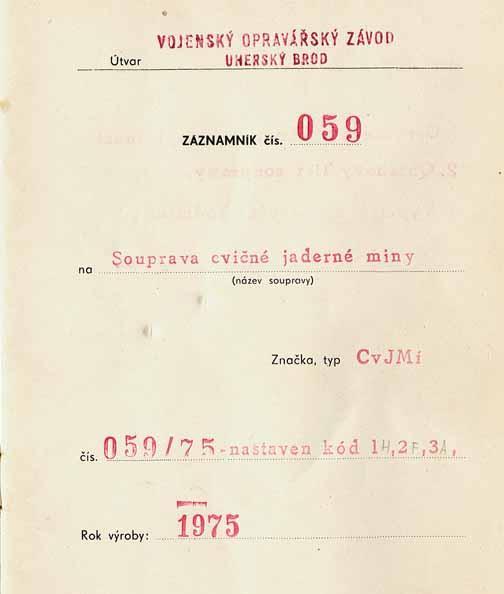 VOJENSKÝ OPRAVÁŘSKÝ ZÁVOD
Útvar UHERSKÝ BROD
ZÁZNAMNÍK čís. 059
na Souprava cvičné jaderné miny
(název soupravy)
Značka, typ CvJMí
čís. 059/75-nastaven kód 1H,2F,3A,
Rok výroby: 1975